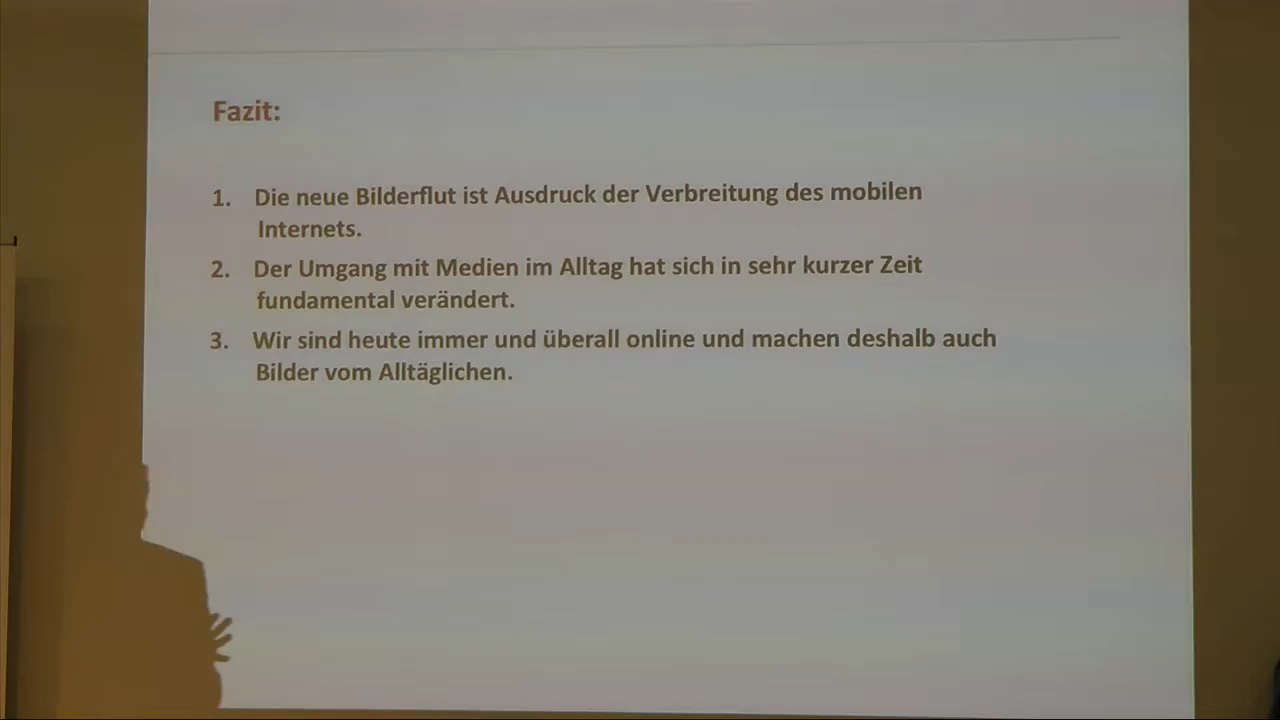 Fazit:
1. Die neue Bilderflut ist Ausdruck der Verbreitung des mobilen
Internets.
2. Der Umgang mit Medien im Alltag hat sich in sehr kurzer Zeit
fundamental verändert.
3. Wir sind heute immer und überall online und machen deshalb auch
Bilder vom Alltäglichen.